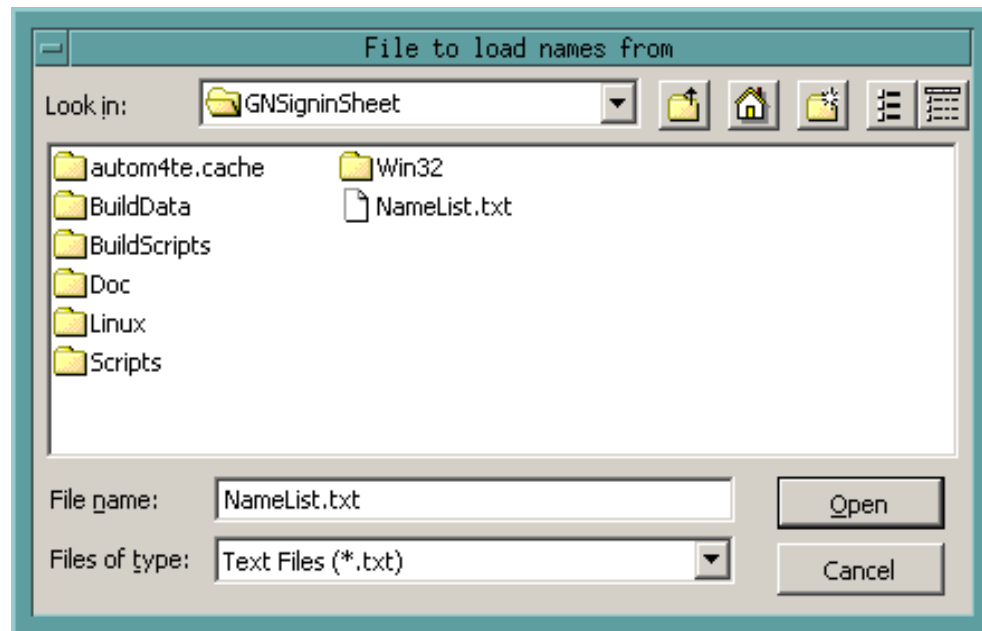 File to load names from
Look in: GNSigninSheet
autom4te.cache
BuildData
BuildScripts
Doc
Linux
Scripts
Win32
NameList.txt
File name: NameList.txt
Open
Files of type: Text Files (*.txt)
Cancel